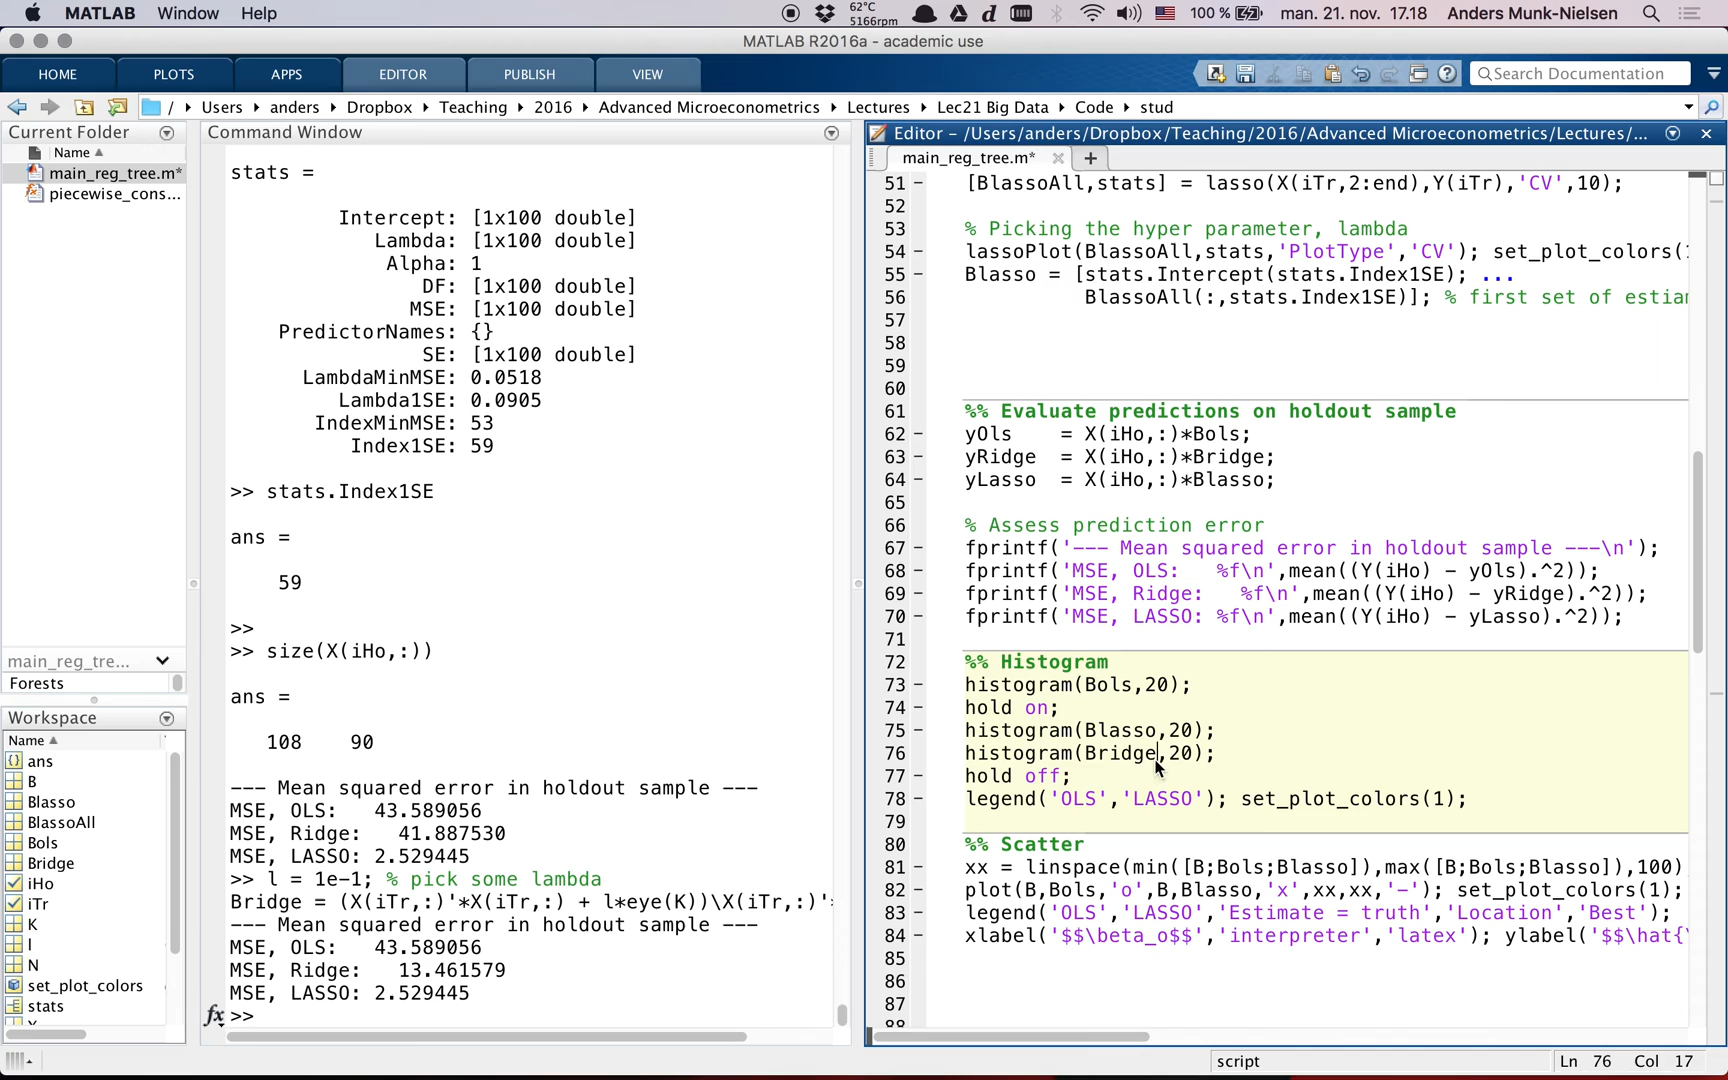 MATLAB Window Help 62°C 5166rpm 100 % man. 21. nov. 17.18 Anders Munk-Nielsen
MATLAB R2016a - academic use
HOME PLOTS APPS EDITOR PUBLISH VIEW Search Documentation
/ Users anders Dropbox Teaching 2016 Advanced Microeconometrics Lectures Lec21 Big Data Code stud
Current Folder
Name
main_reg_tree.m*
piecewise_cons...
main_reg_tre...
Forests
Workspace
Name
ans
B
Blasso
BlassoAll
Bols
Bridge
iHo
iTr
K
l
N
set_plot_colors
stats
Command Window
stats =
Intercept: [1x100 double]
Lambda: [1x100 double]
Alpha: 1
DF: [1x100 double]
MSE: [1x100 double]
PredictorNames: {}
SE: [1x100 double]
LambdaMinMSE: 0.0518
Lambda1SE: 0.0905
IndexMinMSE: 53
Index1SE: 59
>> stats.Index1SE
ans =
59
>>
>> size(X(iHo,:))
ans =
108 90
--- Mean squared error in holdout sample ---
MSE, OLS: 43.589056
MSE, Ridge: 41.887530
MSE, LASSO: 2.529445
>> l = 1e-1; % pick some lambda
Bridge = (X(iTr,:)'*X(iTr,:) + l*eye(K))\X(iTr,:)'
--- Mean squared error in holdout sample ---
MSE, OLS: 43.589056
MSE, Ridge: 13.461579
MSE, LASSO: 2.529445
fx >>
Editor - /Users/anders/Dropbox/Teaching/2016/Advanced Microeconometrics/Lectures/...
main_reg_tree.m*
51 - [BlassoAll,stats] = lasso(X(iTr,2:end),Y(iTr),'CV',10);
52
53 % Picking the hyper parameter, lambda
54 - lassoPlot(BlassoAll,stats,'PlotType','CV'); set_plot_colors(
55 - Blasso = [stats.Intercept(stats.Index1SE); ...
56 BlassoAll(:,stats.Index1SE)]; % first set of estia
57
58
59
60
61 %% Evaluate predictions on holdout sample
62 - yOls = X(iHo,:)*Bols;
63 - yRidge = X(iHo,:)*Bridge;
64 - yLasso = X(iHo,:)*Blasso;
65
66 % Assess prediction error
67 - fprintf('--- Mean squared error in holdout sample ---\n');
68 - fprintf('MSE, OLS: %f\n',mean((Y(iHo) - yOls).^2));
69 - fprintf('MSE, Ridge: %f\n',mean((Y(iHo) - yRidge).^2));
70 - fprintf('MSE, LASSO: %f\n',mean((Y(iHo) - yLasso).^2));
71
72 %% Histogram
73 - histogram(Bols,20);
74 - hold on;
75 - histogram(Blasso,20);
76 - histogram(Bridge,20);
77 - hold off;
78 - legend('OLS','LASSO'); set_plot_colors(1);
79
80 %% Scatter
81 - xx = linspace(min([B;Bols;Blasso]),max([B;Bols;Blasso]),100)
82 - plot(B,Bols,'o',B,Blasso,'x',xx,xx,'-'); set_plot_colors(1);
83 - legend('OLS','LASSO','Estimate = truth','Location','Best');
84 - xlabel('$$\beta_o$$','interpreter','latex'); ylabel('$$\hat{
85
86
87
88
script Ln 76 Col 17